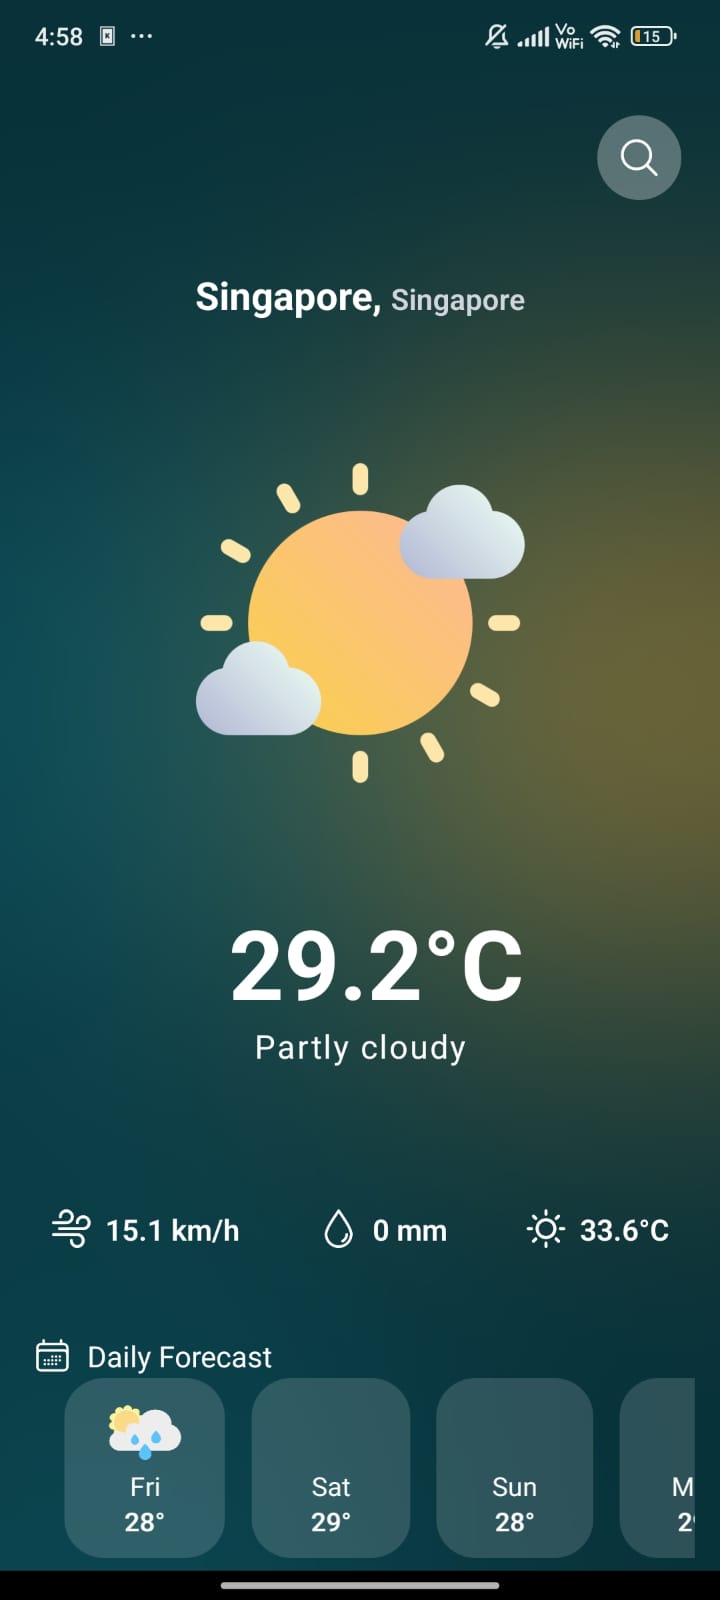 4:58 Vo WiFi 15
Singapore, Singapore
29.2°C
Partly cloudy
15.1 km/h 0 mm 33.6°C
Daily Forecast
Fri Sat Sun M
28° 29° 28° 2